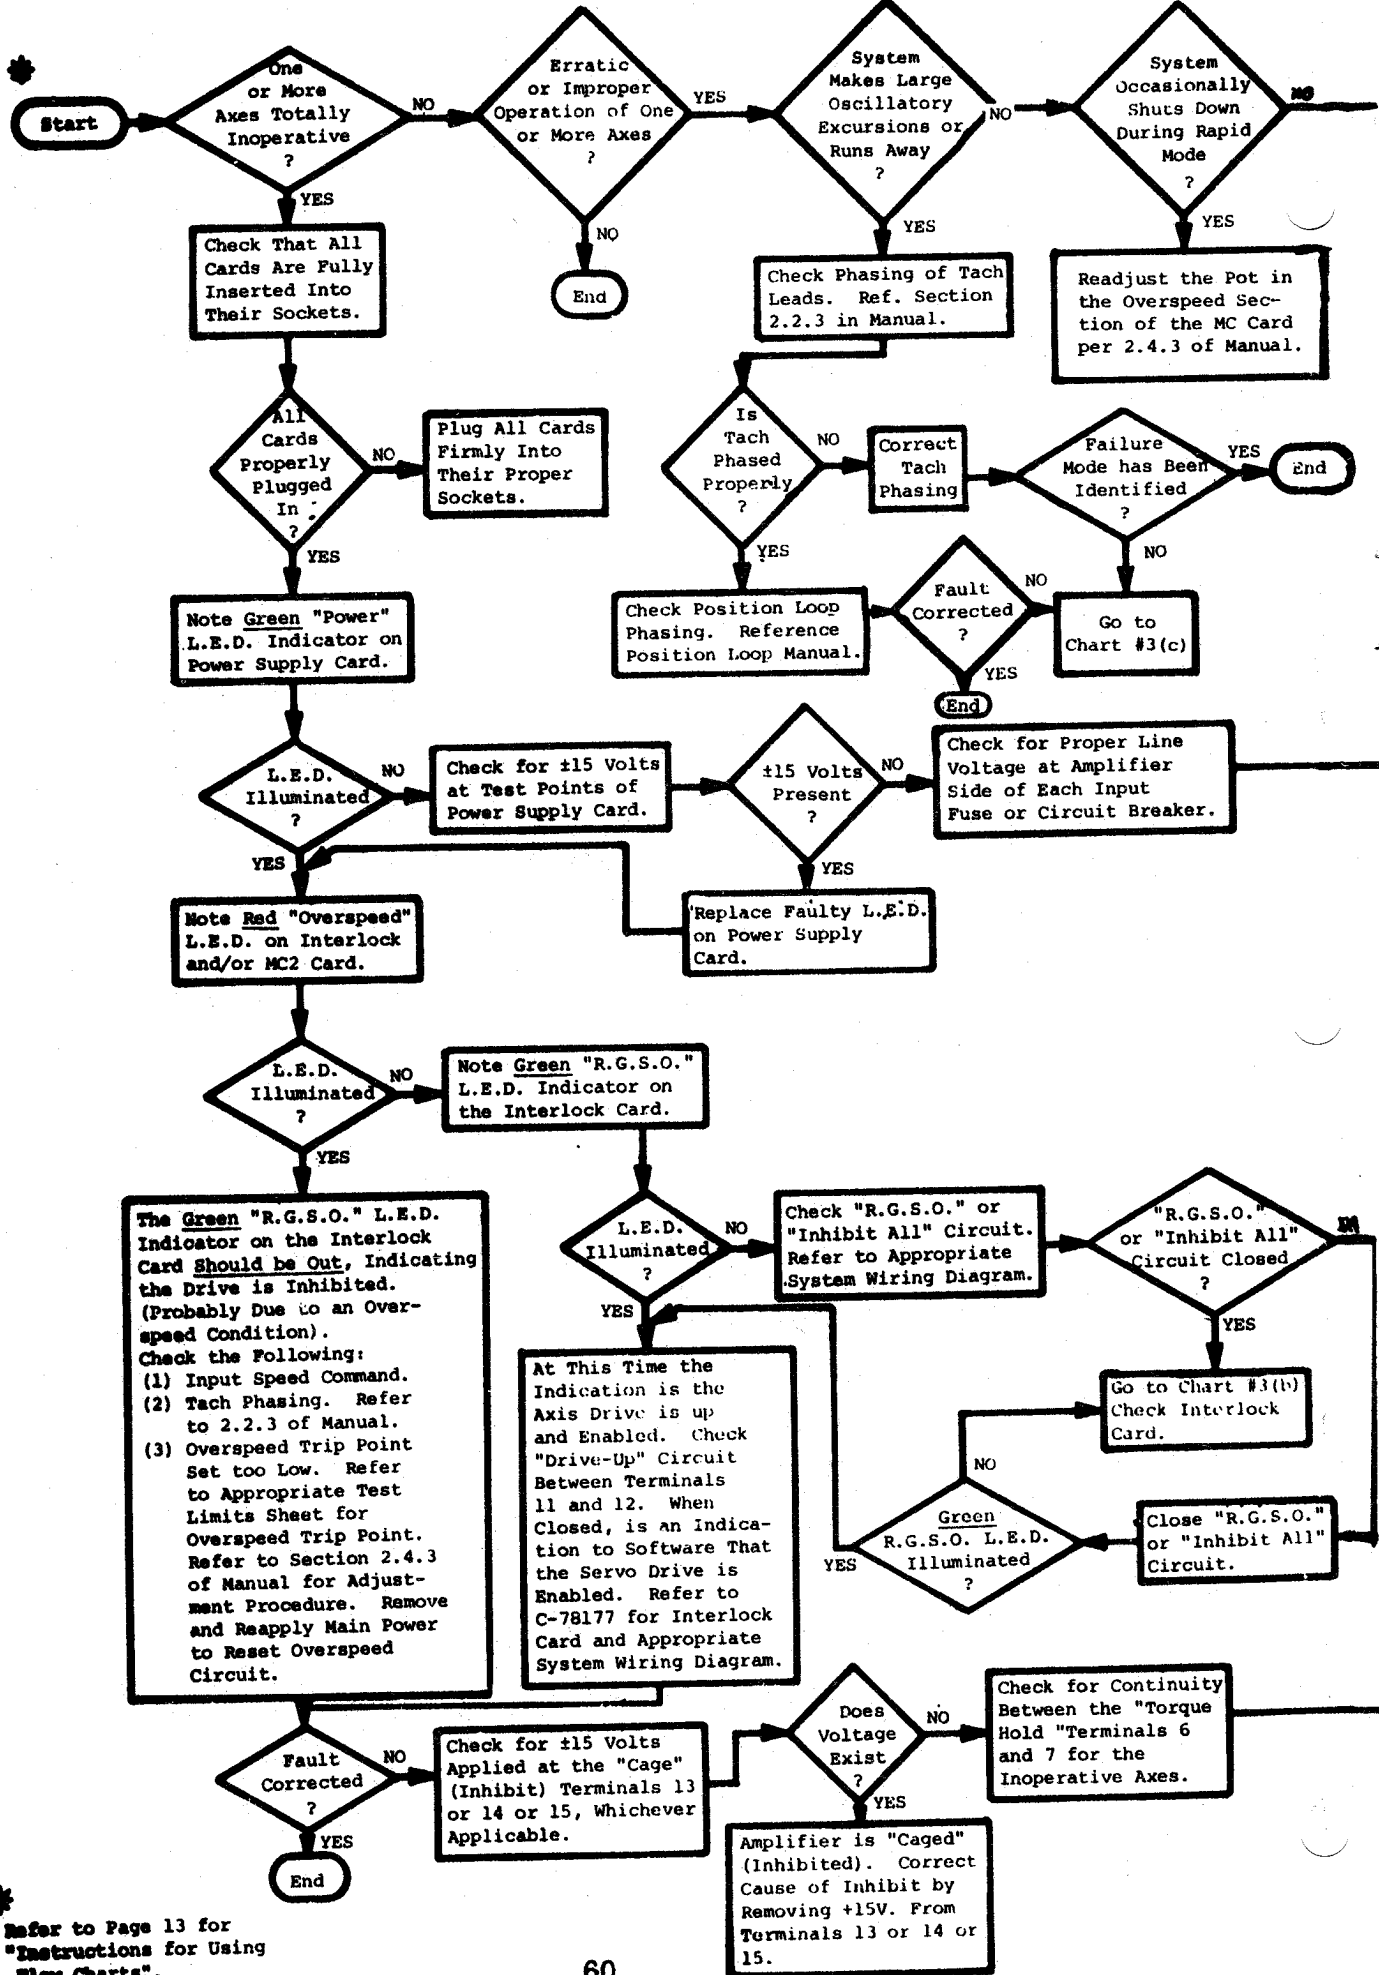 Start
One
or More
Axes Totally
Inoperative
?
NO
YES
Erratic
or Improper
Operation of One
or More Axes
?
YES
NO
End
System
Makes Large
Oscillatory
Excursions or
Runs Away
?
NO
YES
System
Occasionally
Shuts Down
During Rapid
Mode
?
NO
YES
Check That All
Cards Are Fully
Inserted Into
Their Sockets.
Check Phasing of Tach
Leads. Ref. Section
2.2.3 in Manual.
Readjust the Pot in
the Overspeed Sec-
tion of the MC Card
per 2.4.3 of Manual.
All
Cards
Properly
Plugged
In
?
NO
YES
Plug All Cards
Firmly Into
Their Proper
Sockets.
Is
Tach
Phased
Properly
?
NO
YES
Correct
Tach
Phasing
Failure
Mode has Been
Identified
?
YES
NO
End
Note Green "Power"
L.E.D. Indicator on
Power Supply Card.
Check Position Loop
Phasing. Reference
Position Loop Manual.
Fault
Corrected
?
NO
YES
End
Go to
Chart #3(c)
L.E.D.
Illuminated
?
NO
YES
Check for ±15 Volts
at Test Points of
Power Supply Card.
±15 Volts
Present
?
NO
YES
Check for Proper Line
Voltage at Amplifier
Side of Each Input
Fuse or Circuit Breaker.
Replace Faulty L.E.D.
on Power Supply
Card.
Note Red "Overspeed"
L.E.D. on Interlock
and/or MC2 Card.
L.E.D.
Illuminated
?
NO
YES
Note Green "R.G.S.O."
L.E.D. Indicator on
the Interlock Card.
The Green "R.G.S.O." L.E.D.
Indicator on the Interlock
Card Should be Out, Indicating
the Drive is Inhibited.
(Probably Due to an Over-
speed Condition).
Check the Following:
(1) Input Speed Command.
(2) Tach Phasing. Refer
to 2.2.3 of Manual.
(3) Overspeed Trip Point
Set too Low. Refer
to Appropriate Test
Limits Sheet for
Overspeed Trip Point.
Refer to Section 2.4.3
of Manual for Adjust-
ment Procedure. Remove
and Reapply Main Power
to Reset Overspeed
Circuit.
L.E.D.
Illuminated
?
NO
YES
Check "R.G.S.O." or
"Inhibit All" Circuit.
Refer to Appropriate
System Wiring Diagram.
"R.G.S.O."
or "Inhibit All"
Circuit Closed
?
YES
At This Time the
Indication is the
Axis Drive is up
and Enabled. Check
"Drive-Up" Circuit
Between Terminals
11 and 12. When
Closed, is an Indica-
tion to Software That
the Servo Drive is
Enabled. Refer to
C-78177 for Interlock
Card and Appropriate
System Wiring Diagram.
Go to Chart #3(b)
Check Interlock
Card.
NO
Green
R.G.S.O. L.E.D.
Illuminated
?
YES
Close "R.G.S.O."
or "Inhibit All"
Circuit.
Fault
Corrected
?
NO
YES
End
Check for ±15 Volts
Applied at the "Cage"
(Inhibit) Terminals 13
or 14 or 15, Whichever
Applicable.
Does
Voltage
Exist
?
NO
YES
Check for Continuity
Between the "Torque
Hold "Terminals 6
and 7 for the
Inoperative Axes.
Amplifier is "Caged"
(Inhibited). Correct
Cause of Inhibit by
Removing +15V. From
Terminals 13 or 14 or
15.
Refer to Page 13 for
"Instructions for Using
Flow Charts".
60